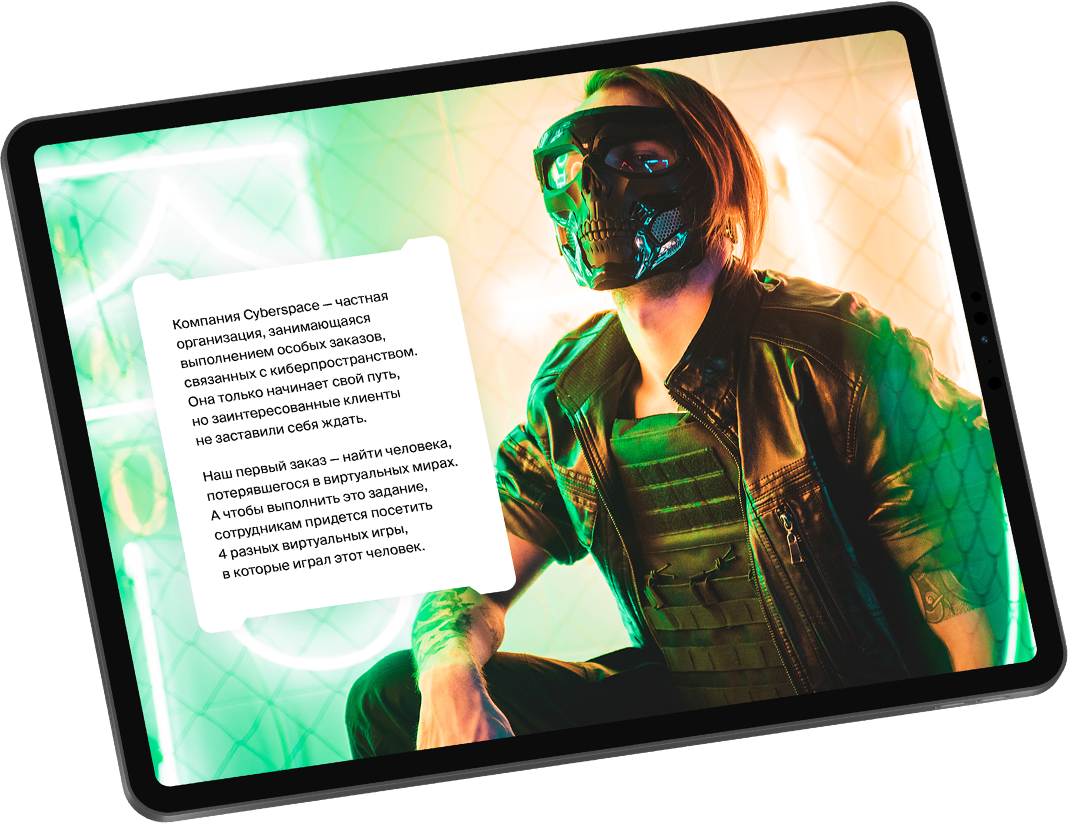 Компания Cyberspace – частная
организация, занимающаяся
выполнением особых заказов,
связанных с киберпространством.
Она только начинает свой путь,
но заинтересованные клиенты
не заставили себя ждать.
Наш первый заказ – найти человека,
потерявшегося в виртуальных мирах.
А чтобы выполнить это задание,
сотрудникам придется посетить
4 разных виртуальных игры,
в которые играл этот человек.